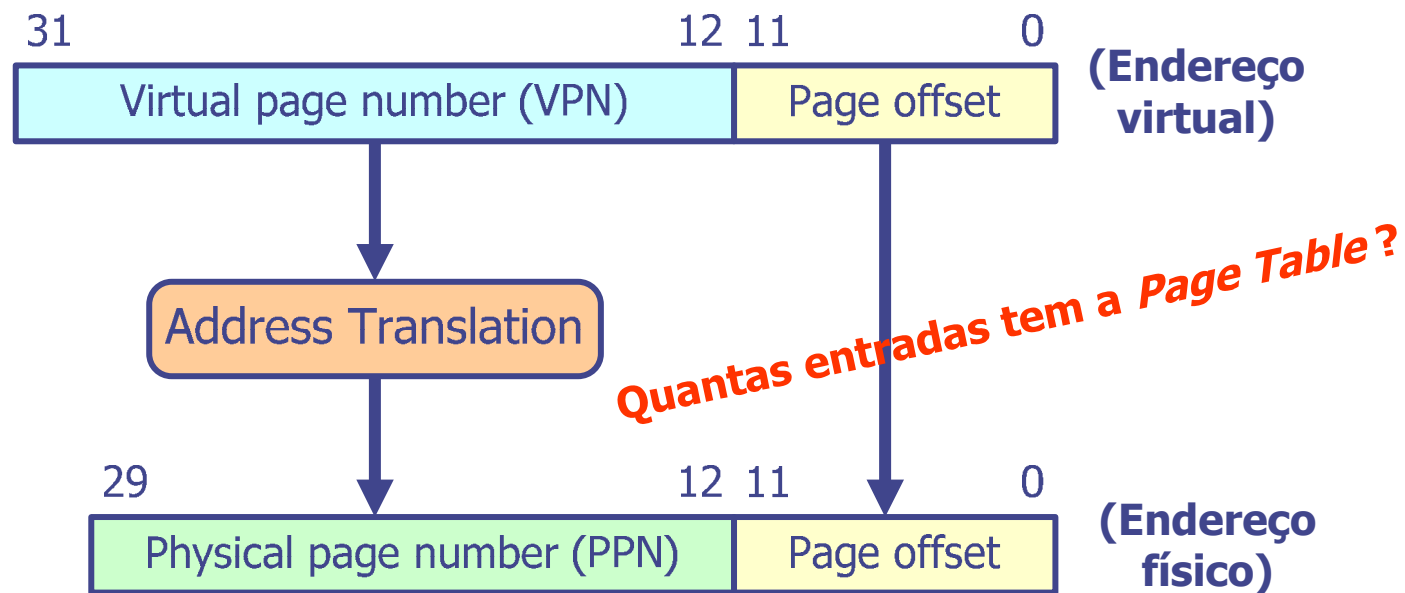 31 12 11 0
Virtual page number (VPN) Page offset
(Endereço
virtual)
Address Translation
Quantas entradas tem a Page Table?
29 12 11 0
Physical page number (PPN) Page offset
(Endereço
físico)